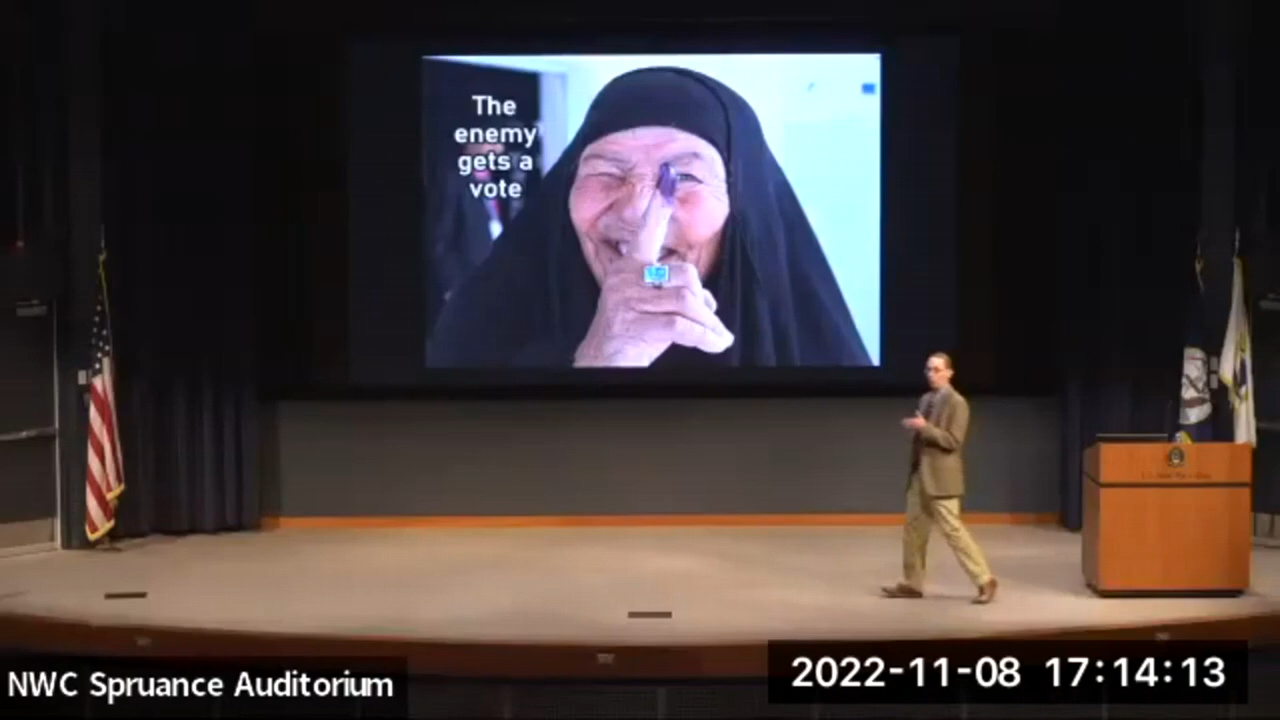 The
enemy
gets a
vote
NWC Spruance Auditorium
2022-11-08 17:14:13